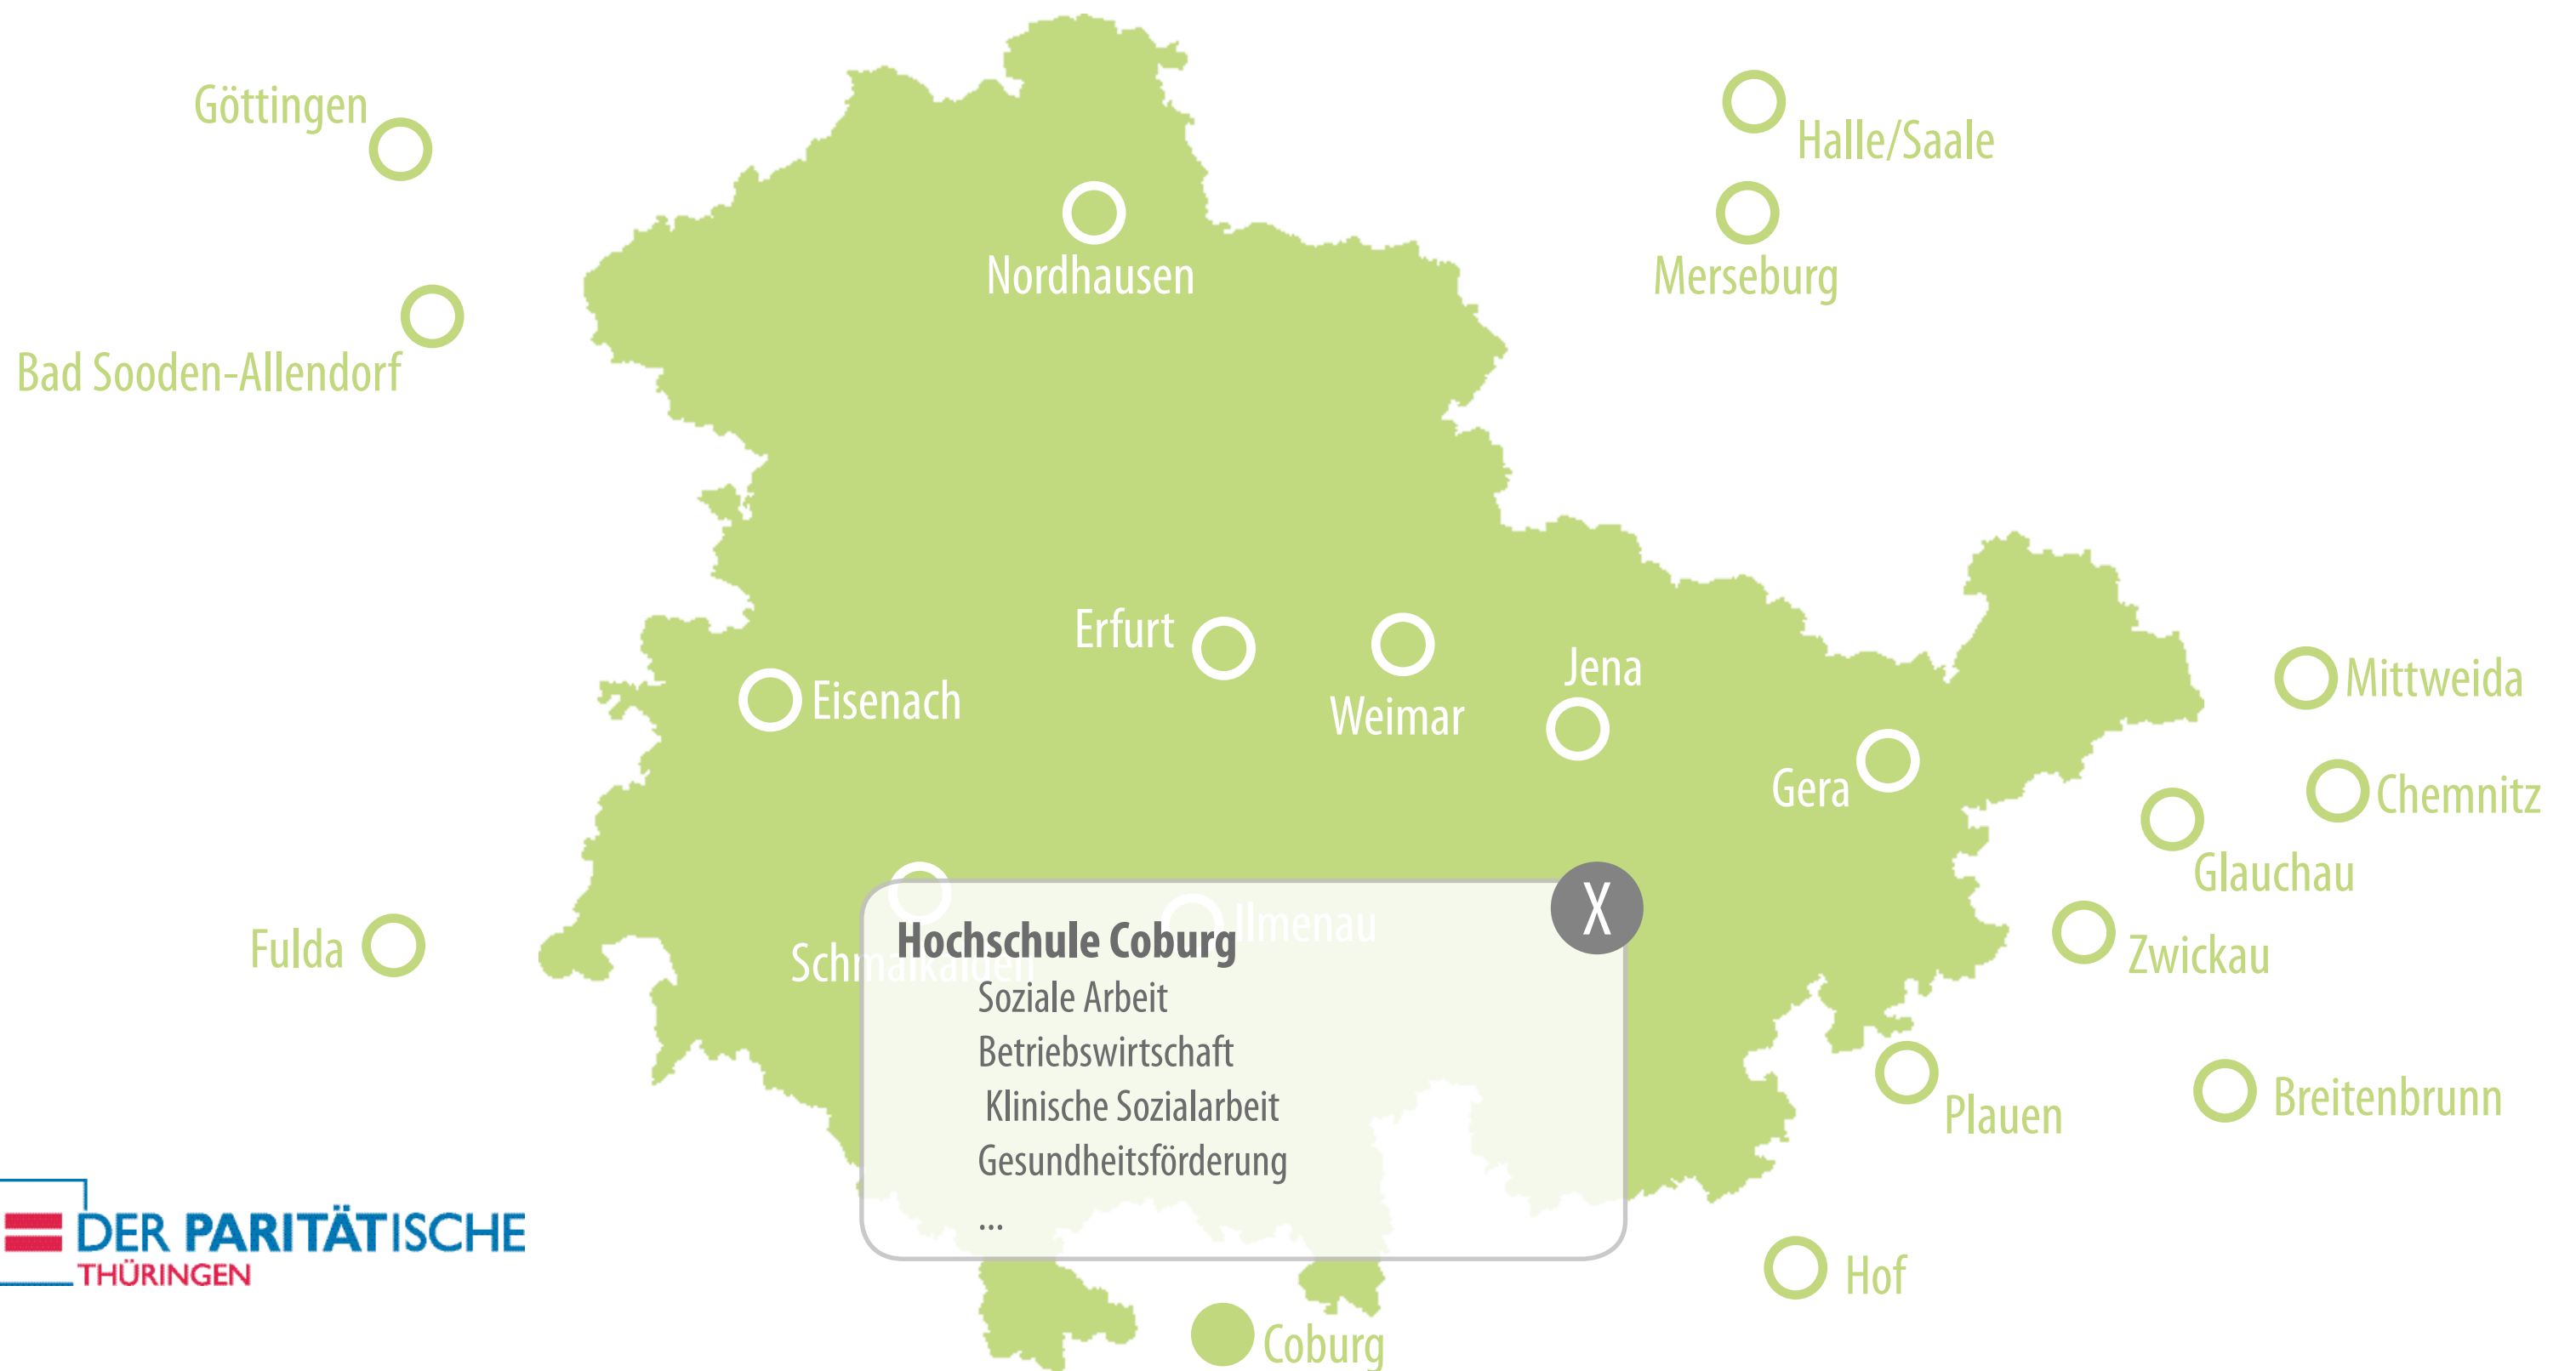 Göttingen
Halle/Saale
Nordhausen
Merseburg
Bad Sooden-Allendorf
Erfurt
Jena
Mittweida
Eisenach
Weimar
Gera
Chemnitz
Glauchau
Fulda
Schmalkalden
Ilmenau
X
Zwickau
Hochschule Coburg
Soziale Arbeit
Betriebswirtschaft
Klinische Sozialarbeit
Gesundheitsförderung
...
Plauen
Breitenbrunn
DER PARITÄTISCHE
THÜRINGEN
Hof
Coburg